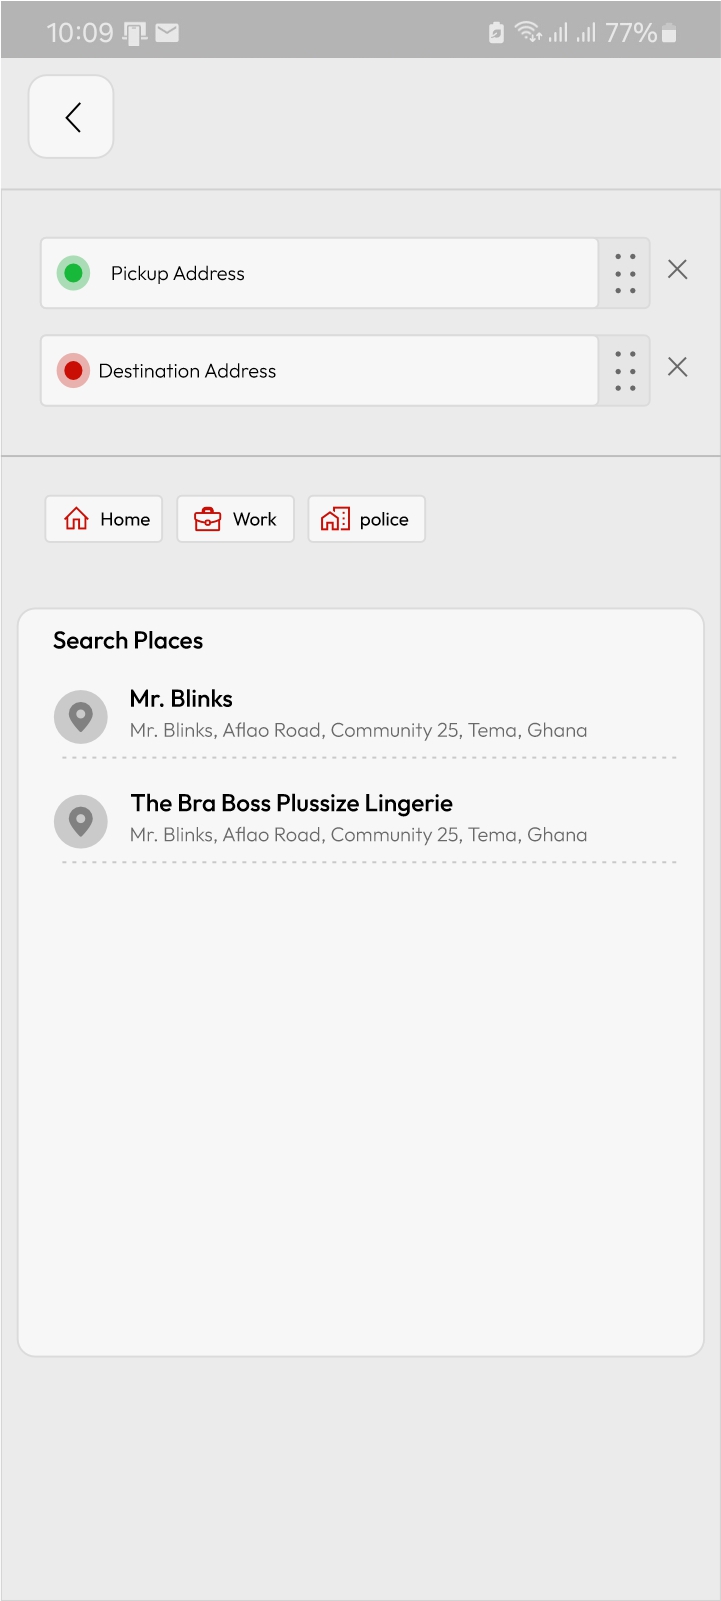 10:09 77%
Pickup Address
Destination Address
Home Work police
Search Places
Mr. Blinks
Mr. Blinks, Aflao Road, Community 25, Tema, Ghana
The Bra Boss Plussize Lingerie
Mr. Blinks, Aflao Road, Community 25, Tema, Ghana